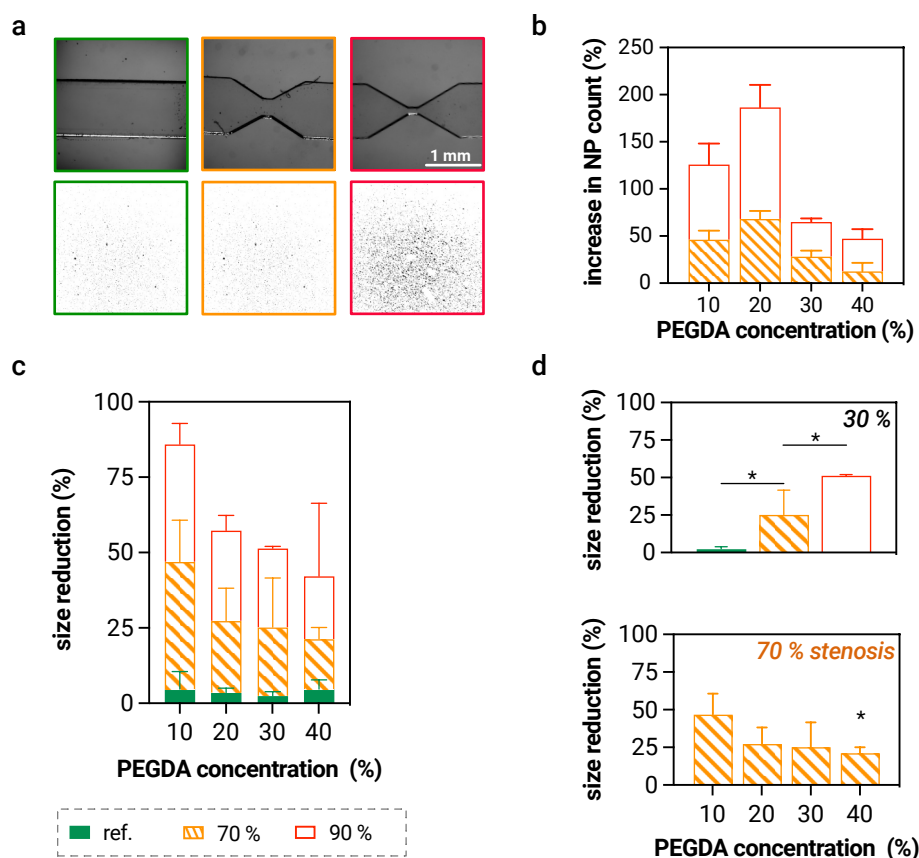 a
1 mm
b
increase in NP count (%)
250
200
150
100
50
0
10 20 30 40
PEGDA concentration (%)
c
size reduction (%)
100
75
50
25
0
10 20 30 40
PEGDA concentration (%)
ref. 70 % 90 %
d
size reduction (%)
100
75
50
25
0
30 %
*
*
size reduction (%)
100
75
50
25
0
70 % stenosis
*
10 20 30 40
PEGDA concentration (%)